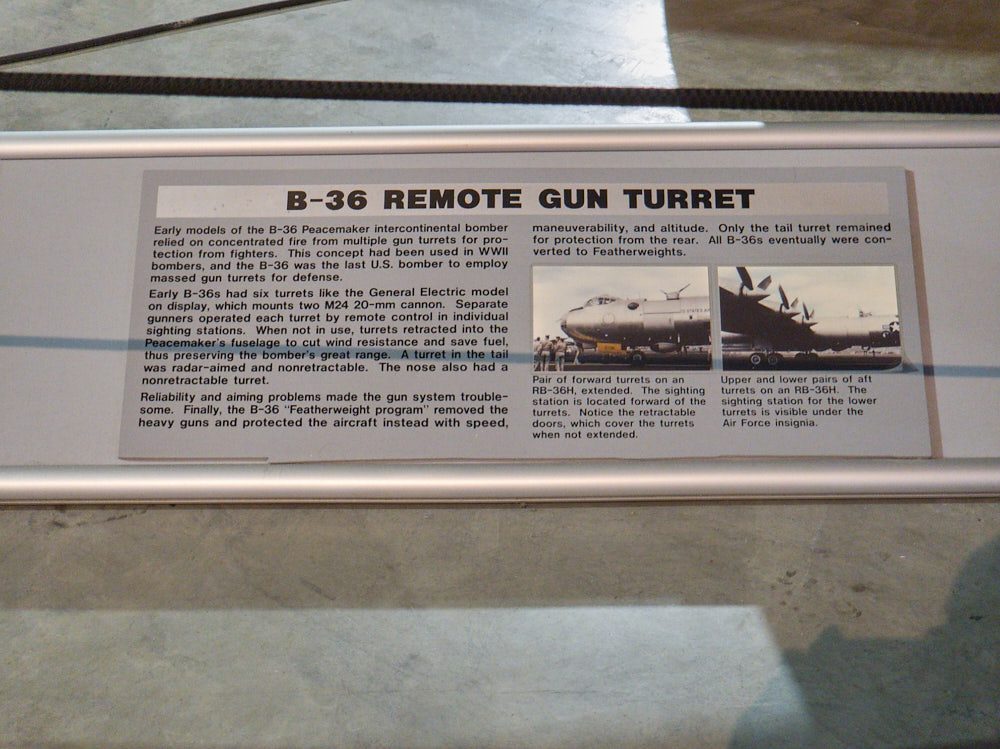 B-36 REMOTE GUN TURRET
Early models of the B-36 Peacemaker intercontinental bomber
relied on concentrated fire from multiple gun turrets for pro-
tection from fighters. This concept had been used in WWII
bombers, and the B-36 was the last U.S. bomber to employ
massed gun turrets for defense.
Early B-36s had six turrets like the General Electric model
on display, which mounts two M24 20-mm cannon. Separate
gunners operated each turret by remote control in individual
sighting stations. When not in use, turrets retracted into the
Peacemaker's fuselage to cut wind resistance and save fuel,
thus preserving the bomber's great range. A turret in the tail
was radar-aimed and nonretractable. The nose also had a
nonretractable turret.
Reliability and aiming problems made the gun system trouble-
some. Finally, the B-36 "Featherweight program" removed the
heavy guns and protected the aircraft instead with speed,
maneuverability, and altitude. Only the tail turret remained
for protection from the rear. All B-36s eventually were con-
verted to Featherweights.
Pair of forward turrets on an
RB-36H, extended. The sighting
station is located forward of the
turrets. Notice the retractable
doors, which cover the turrets
when not extended.
Upper and lower pairs of aft
turrets on an RB-36H. The
sighting station for the lower
turrets is visible under the
Air Force insignia.